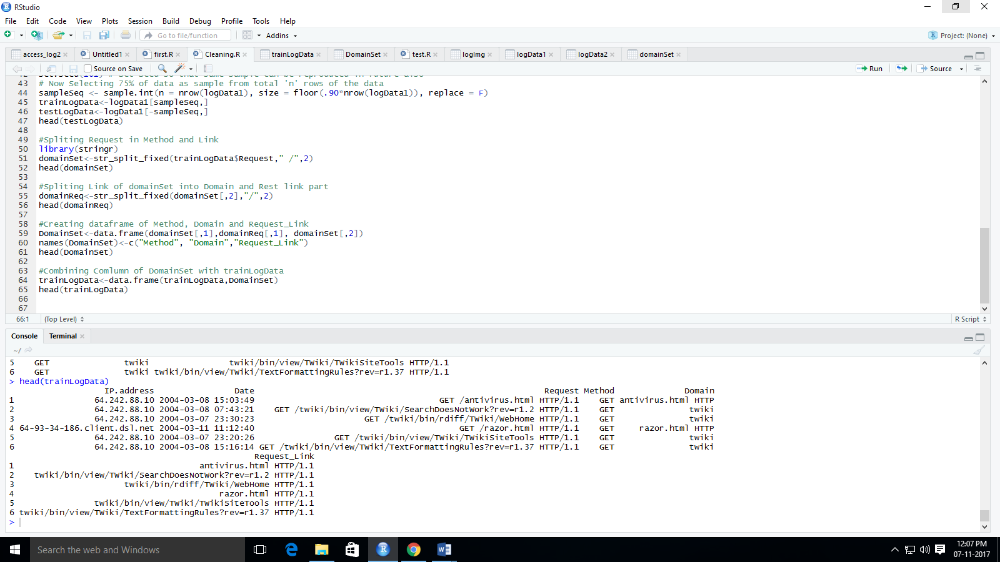 RStudio
File Edit Code View Plots Session Build Debug Profile Tools Help
Go to file/function Addins Project: (None)
access_log2 Untitled1 first.R Cleaning.R trainLogData DomainSet test.R logImg logData1 logData2 domainSet
Source on Save Run Source
43 # Now Selecting 75% of data as sample from total 'n' rows of the data
44 sampleSeq <- sample.int(n = nrow(logData1), size = floor(.90*nrow(logData1)), replace = F)
45 trainLogData<-logData1[sampleSeq,]
46 testLogData<-logData1[-sampleSeq,]
47 head(testLogData)
48
49 #Spliting Request in Method and Link
50 library(stringr)
51 domainSet<-str_split_fixed(trainLogData$Request," /",2)
52 head(domainSet)
53
54 #Spliting Link of domainSet into Domain and Rest link part
55 domainReq<-str_split_fixed(domainSet[,2],"/",2)
56 head(domainReq)
57
58 #Creating dataframe of Method, Domain and Request_Link
59 DomainSet<-data.frame(domainSet[,1],domainReq[,1], domainSet[,2])
60 names(DomainSet)<-c("Method", "Domain","Request_Link")
61 head(DomainSet)
62
63 #Combining Comlumn of DomainSet with trainLogData
64 trainLogData<-data.frame(trainLogData,DomainSet)
65 head(trainLogData)
66
67
66:1 (Top Level) R Script
Console Terminal
~/
5 GET twiki twiki/bin/view/TWiki/TWikiSiteTools HTTP/1.1
6 GET twiki twiki/bin/view/TWiki/TextFormattingRules?rev=r1.37 HTTP/1.1
> head(trainLogData)
IP.address Date Request Method Domain
1 64.242.88.10 2004-03-08 15:03:49 GET /antivirus.html HTTP/1.1 GET antivirus.html HTTP
2 64.242.88.10 2004-03-08 07:43:21 GET /twiki/bin/view/TWiki/SearchDoesNotWork?rev=r1.2 HTTP/1.1 GET twiki
3 64.242.88.10 2004-03-07 23:30:23 GET /twiki/bin/rdiff/TWiki/WebHome HTTP/1.1 GET twiki
4 64-93-34-186.client.dsl.net 2004-03-11 11:12:40 GET /razor.html HTTP/1.1 GET razor.html HTTP
5 64.242.88.10 2004-03-07 23:20:26 GET /twiki/bin/view/TWiki/TWikiSiteTools HTTP/1.1 GET twiki
6 64.242.88.10 2004-03-08 15:16:14 GET /twiki/bin/view/TWiki/TextFormattingRules?rev=r1.37 HTTP/1.1 GET twiki
Request_Link
1 antivirus.html HTTP/1.1
2 twiki/bin/view/TWiki/SearchDoesNotWork?rev=r1.2 HTTP/1.1
3 twiki/bin/rdiff/TWiki/WebHome HTTP/1.1
4 razor.html HTTP/1.1
5 twiki/bin/view/TWiki/TWikiSiteTools HTTP/1.1
6 twiki/bin/view/TWiki/TextFormattingRules?rev=r1.37 HTTP/1.1
>
Search the web and Windows
12:07 PM
07-11-2017